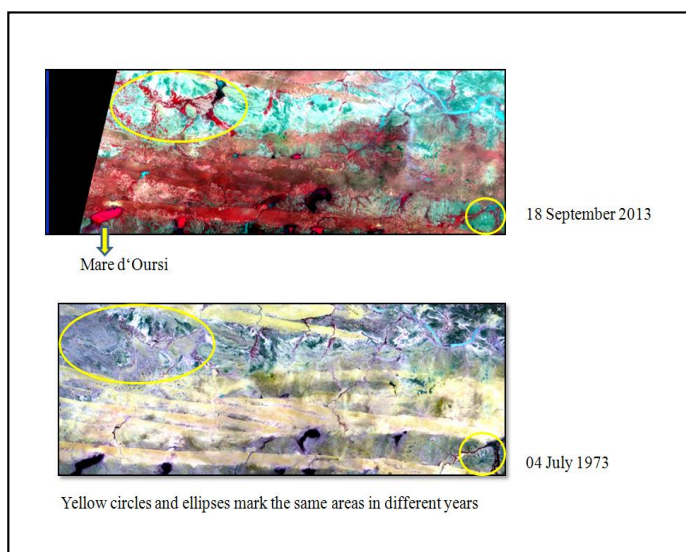 18 September 2013
Mare d‘Oursi
04 July 1973
Yellow circles and ellipses mark the same areas in different years